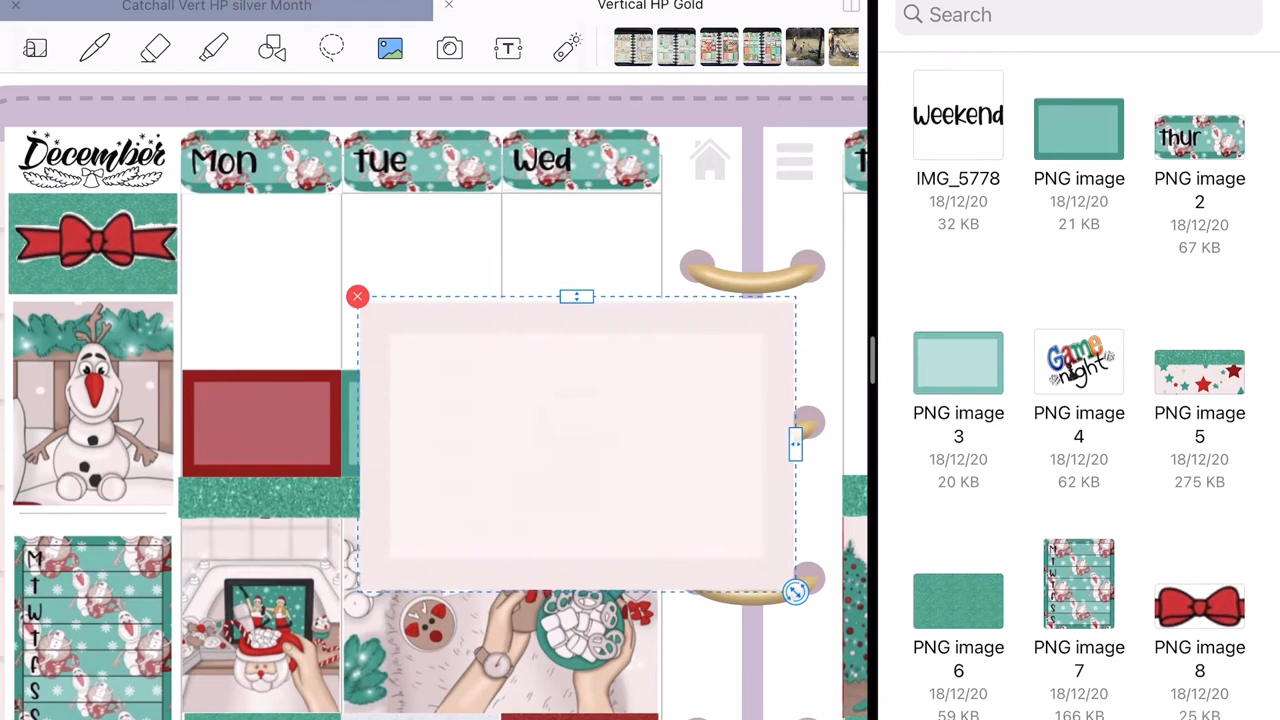 Catchall Vert HP silver Month
Vertical HP Gold
Search
T
December
Mon
Tue
Wed
M
T
W
T
F
S
Weekend
IMG_5778
18/12/20
32 KB
PNG image
18/12/20
21 KB
Thur
PNG image
2
18/12/20
67 KB
PNG image
3
18/12/20
20 KB
Game
night
PNG image
4
18/12/20
62 KB
PNG image
5
18/12/20
275 KB
PNG image
6
18/12/20
59 KB
PNG image
7
18/12/20
166 KB
PNG image
8
18/12/20
25 KB